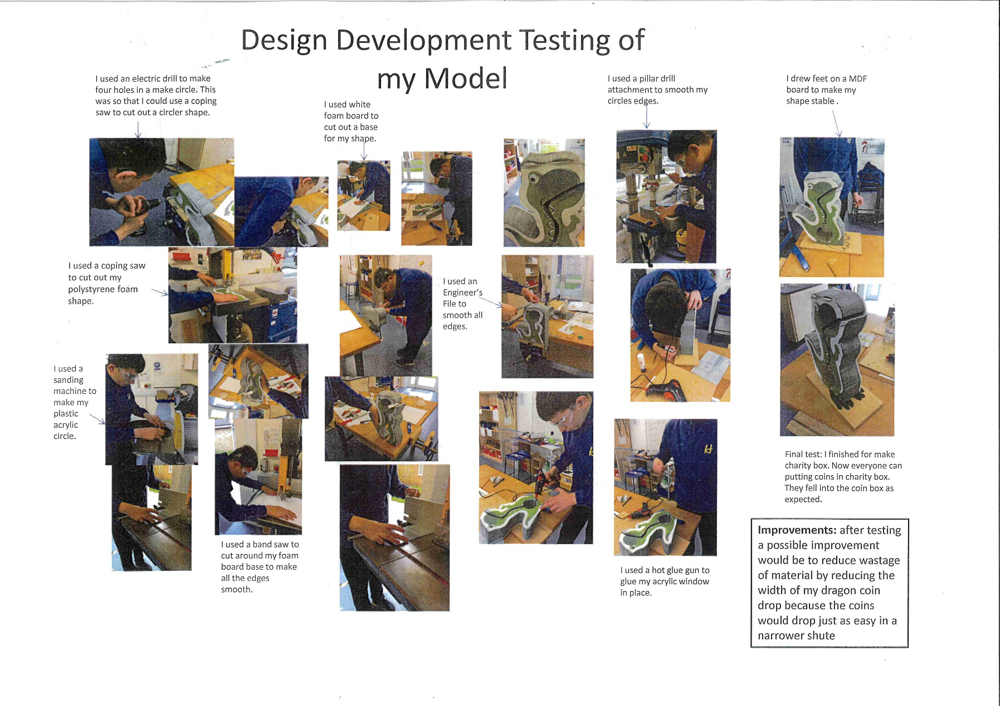 Design Development Testing of
my Model
I used an electric drill to make
four holes in a make circle. This
was so that I could use a coping
saw to cut out a circler shape.
I used white
foam board to
cut out a base
for my shape.
I used a pillar drill
attachment to smooth my
circles edges.
I drew feet on a MDF
board to make my
shape stable .
I used a coping saw
to cut out my
polystyrene foam
shape.
I used an
Engineer's
File to
smooth all
edges.
I used a
sanding
machine to
make my
plastic
acrylic
circle.
I used a band saw to
cut around my foam
board base to make
all the edges
smooth.
I used a hot glue gun to
glue my acrylic window
in place.
Final test: I finished for make
charity box. Now everyone can
putting coins in charity box.
They fell into the coin box as
expected.
Improvements: after testing
a possible improvement
would be to reduce wastage
of material by reducing the
width of my dragon coin
drop because the coins
would drop just as easy in a
narrower shute